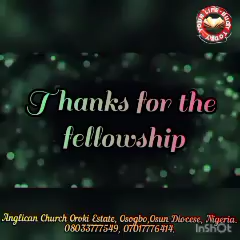 Thanks for the
fellowship
Anglican Church Oroki Estate, Osogbo,Osun Diocese, Nigeria.
08033777549, 07017776414.
InShOt